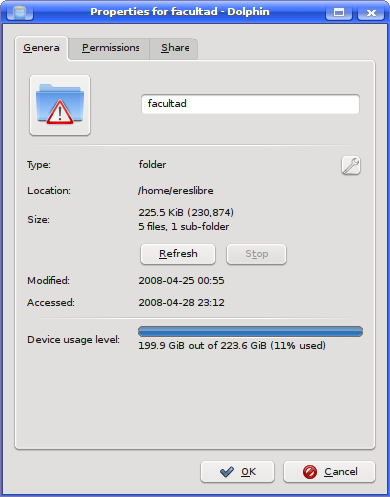 Properties for facultad - Dolphin
Genera Permissions Share
facultad
Type: folder
Location: /home/ereslibre
Size: 225.5 KiB (230,874)
5 files, 1 sub-folder
Refresh Stop
Modified: 2008-04-25 00:55
Accessed: 2008-04-28 23:12
Device usage level:
199.9 GiB out of 223.6 GiB (11% used)
OK Cancel